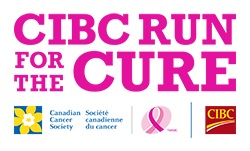 CIBC RUN
FOR THE CURE
Canadian Cancer Society
Société canadienne du cancer
CIBC